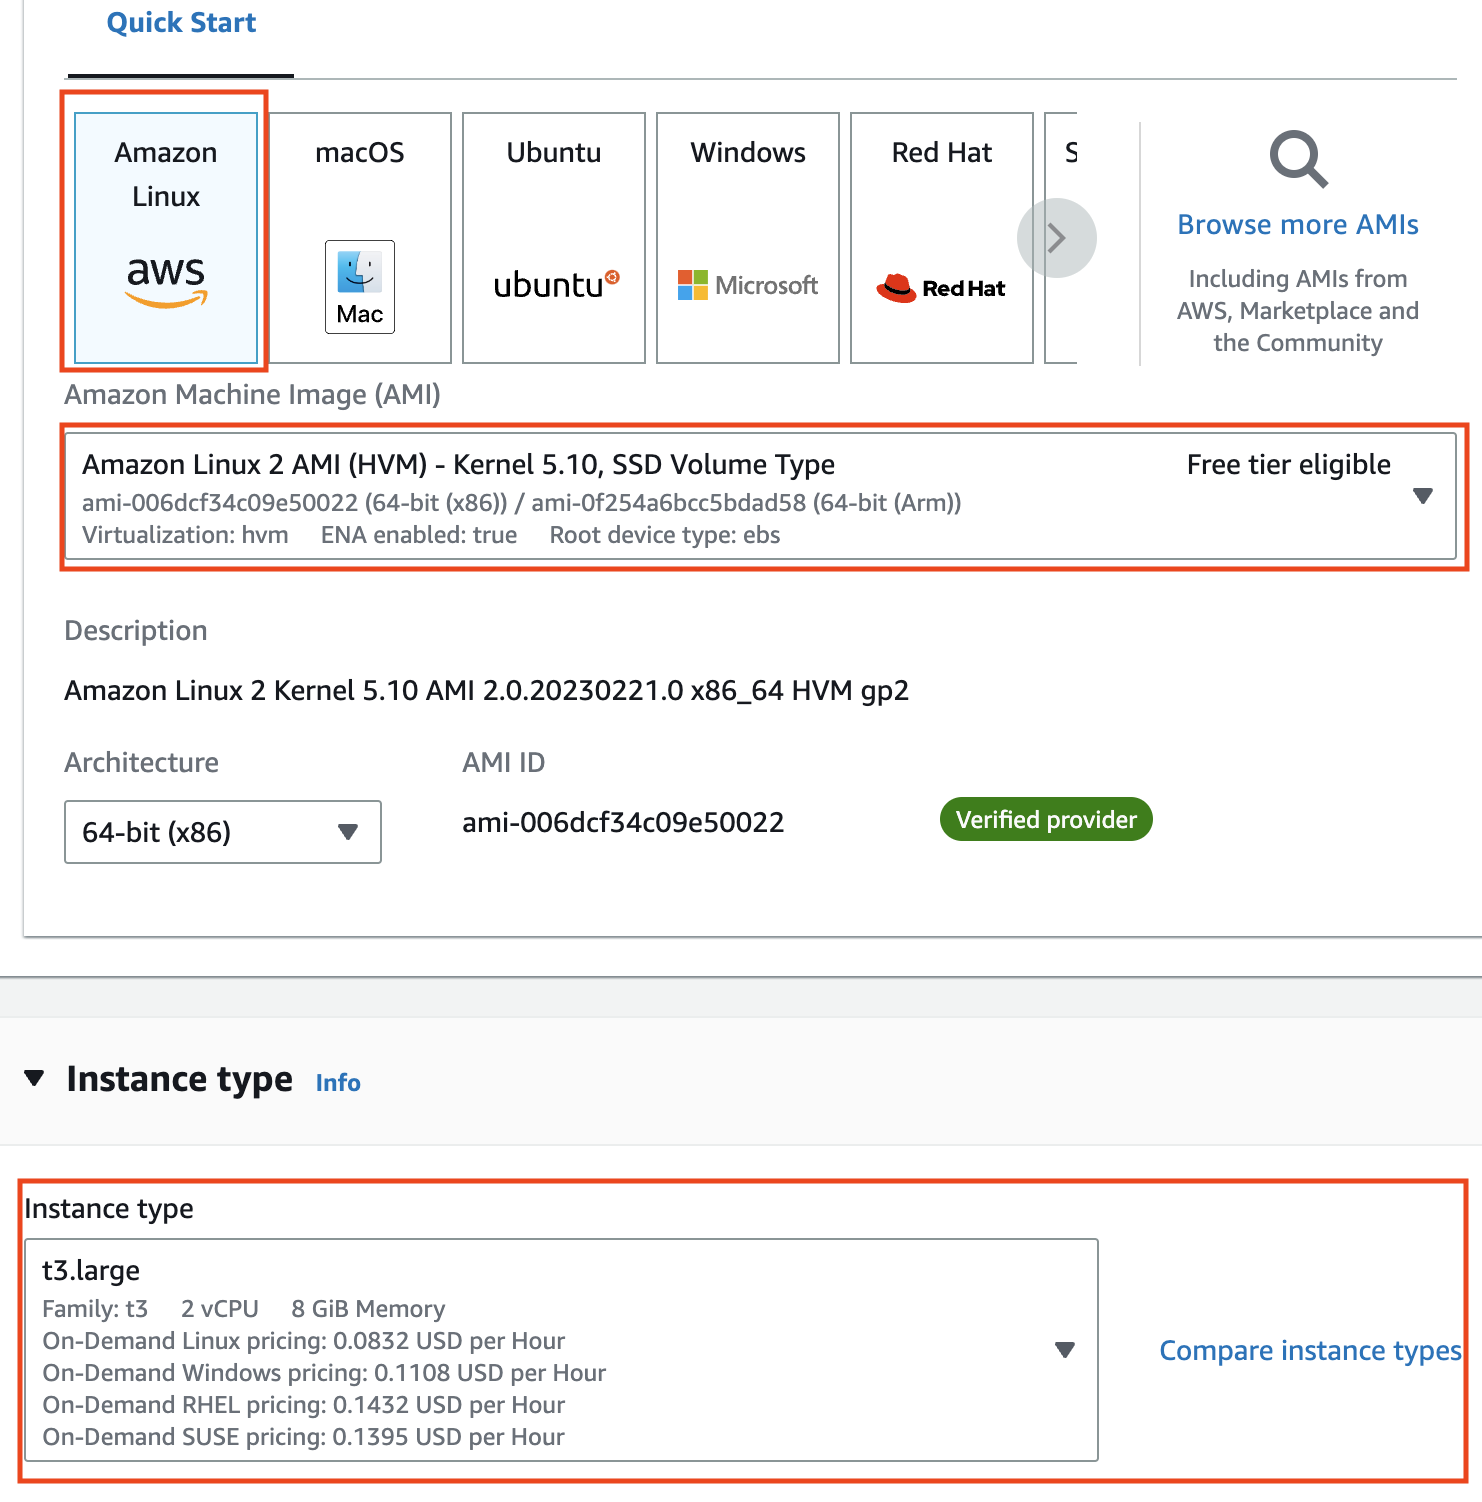 Quick Start
Amazon
Linux
aws
macOS
Mac
Ubuntu
ubuntu
Windows
Microsoft
Red Hat
Red Hat
S
Browse more AMIs
Including AMIs from
AWS, Marketplace and
the Community
Amazon Machine Image (AMI)
Amazon Linux 2 AMI (HVM) - Kernel 5.10, SSD Volume Type
Free tier eligible
ami-006dcf34c09e50022 (64-bit (x86)) / ami-0f254a6bcc5bdad58 (64-bit (Arm))
Virtualization: hvm ENA enabled: true Root device type: ebs
Description
Amazon Linux 2 Kernel 5.10 AMI 2.0.20230221.0 x86_64 HVM gp2
Architecture
AMI ID
64-bit (x86)
ami-006dcf34c09e50022
Verified provider
Instance type Info
Instance type
t3.large
Family: t3 2 vCPU 8 GiB Memory
On-Demand Linux pricing: 0.0832 USD per Hour
On-Demand Windows pricing: 0.1108 USD per Hour
On-Demand RHEL pricing: 0.1432 USD per Hour
On-Demand SUSE pricing: 0.1395 USD per Hour
Compare instance types